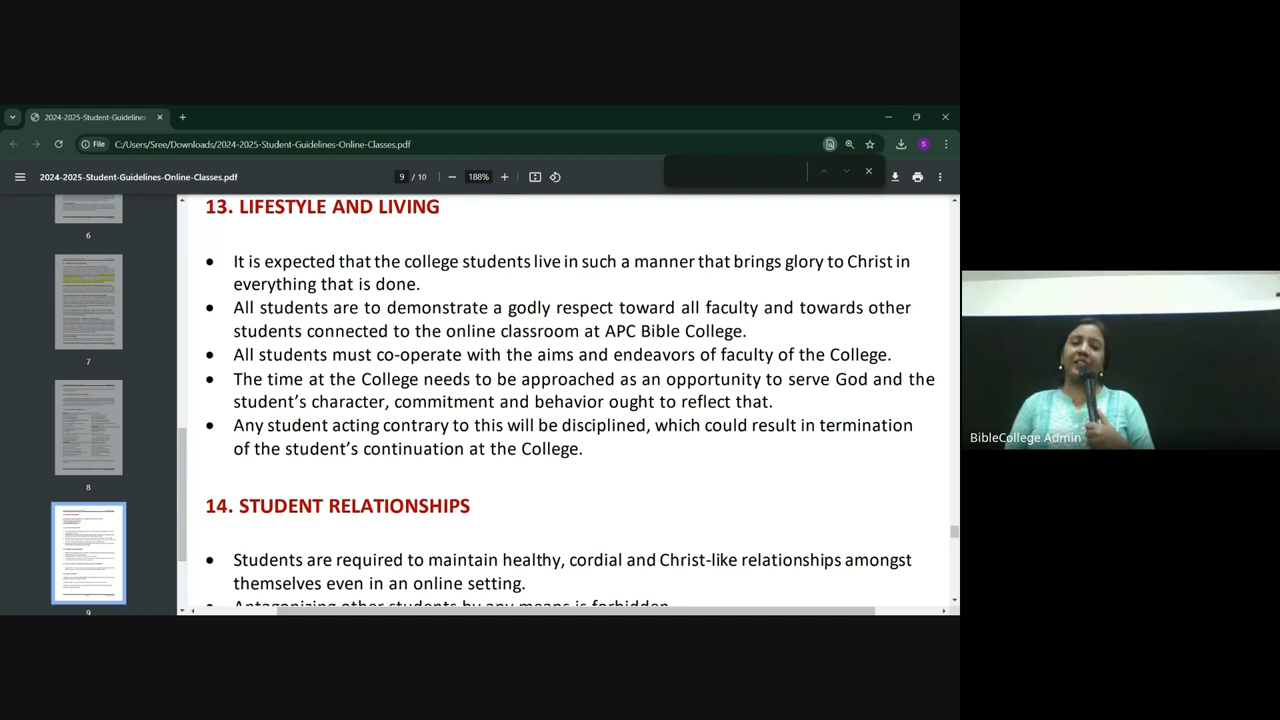 2024-2025-Student-Guidelines-
File C:/Users/Sree/Downloads/2024-2025-Student-Guidelines-Online-Classes.pdf
S
2024-2025-Student-Guidelines-Online-Classes.pdf
9 / 10
188%
6
7
8
9
13. LIFESTYLE AND LIVING
• It is expected that the college students live in such a manner that brings glory to Christ in
everything that is done.
• All students are to demonstrate a godly respect toward all faculty and towards other
students connected to the online classroom at APC Bible College.
• All students must co-operate with the aims and endeavors of faculty of the College.
• The time at the College needs to be approached as an opportunity to serve God and the
student's character, commitment and behavior ought to reflect that.
• Any student acting contrary to this will be disciplined, which could result in termination
of the student's continuation at the College.
14. STUDENT RELATIONSHIPS
• Students are required to maintain healthy, cordial and Christ-like relationships amongst
themselves even in an online setting.
• Antagonizing other students by any means is forbidden.
BibleCollege Admin